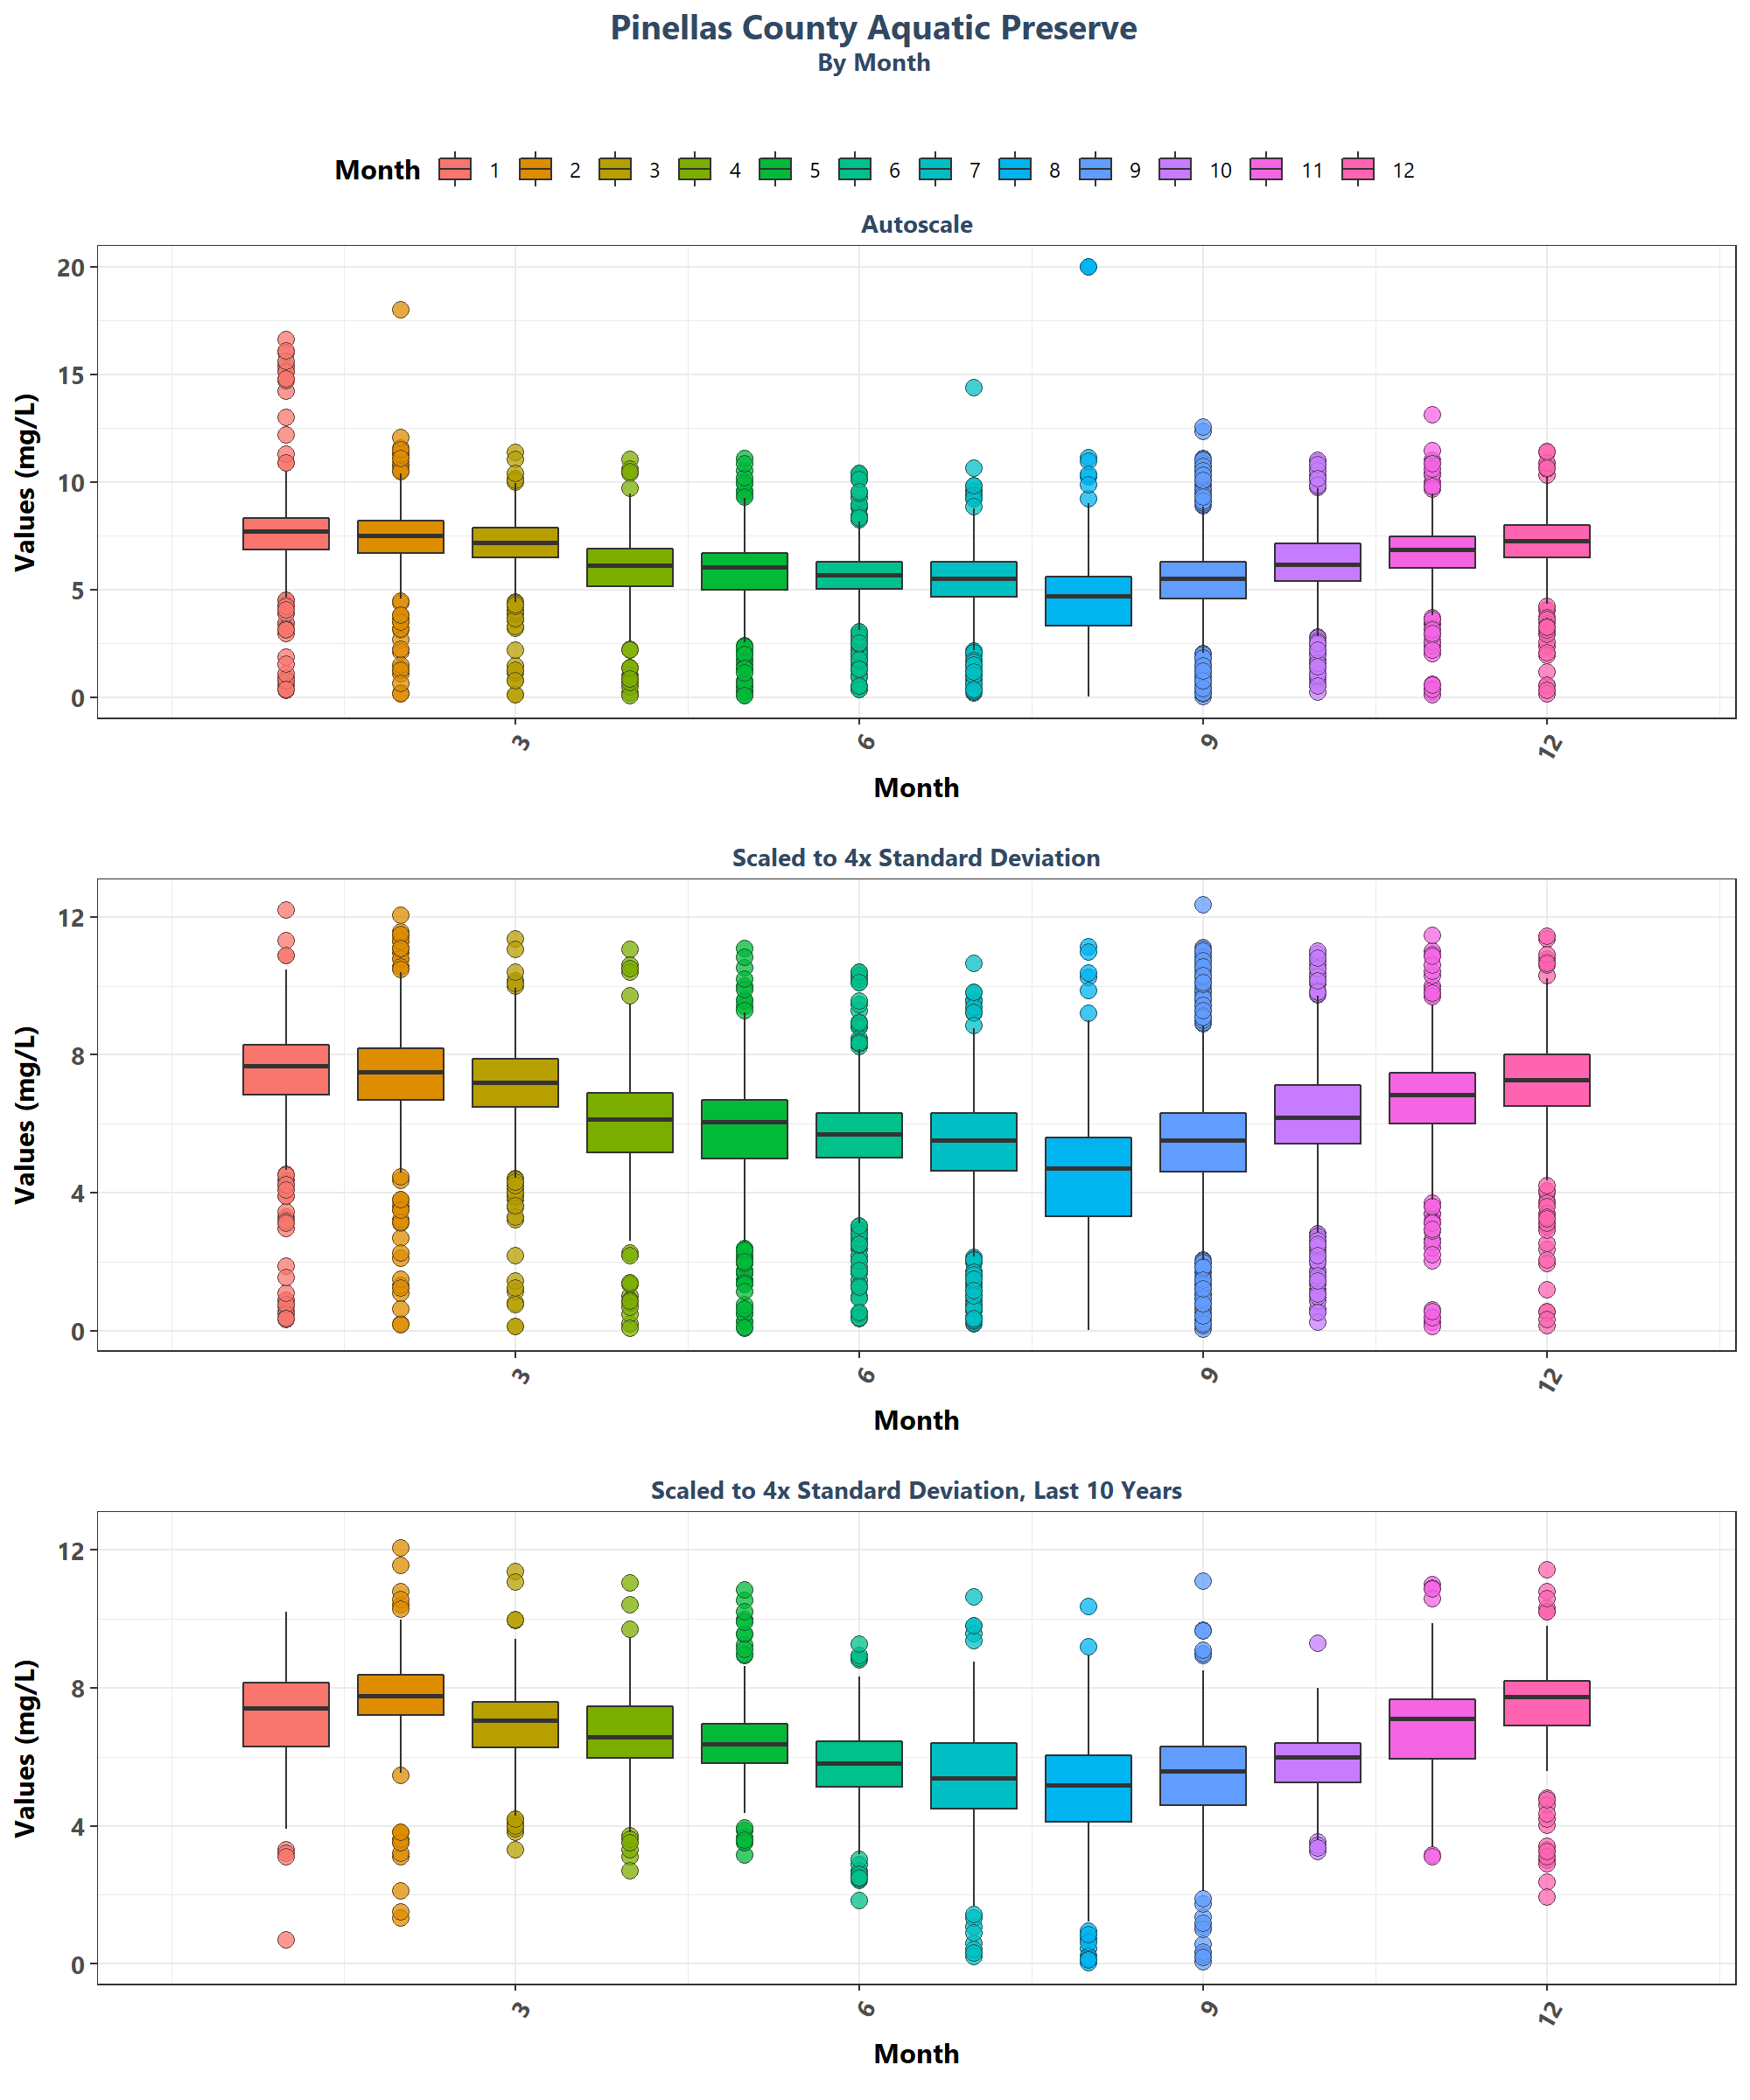 Pinellas County Aquatic Preserve
By Month
Month 1 2 3 4 5 6 7 8 9 10 11 12
Autoscale
Values (mg/L)
20
15
10
5
0
3 6 9 12
Month
Scaled to 4x Standard Deviation
Values (mg/L)
12
8
4
0
3 6 9 12
Month
Scaled to 4x Standard Deviation, Last 10 Years
Values (mg/L)
12
8
4
0
3 6 9 12
Month